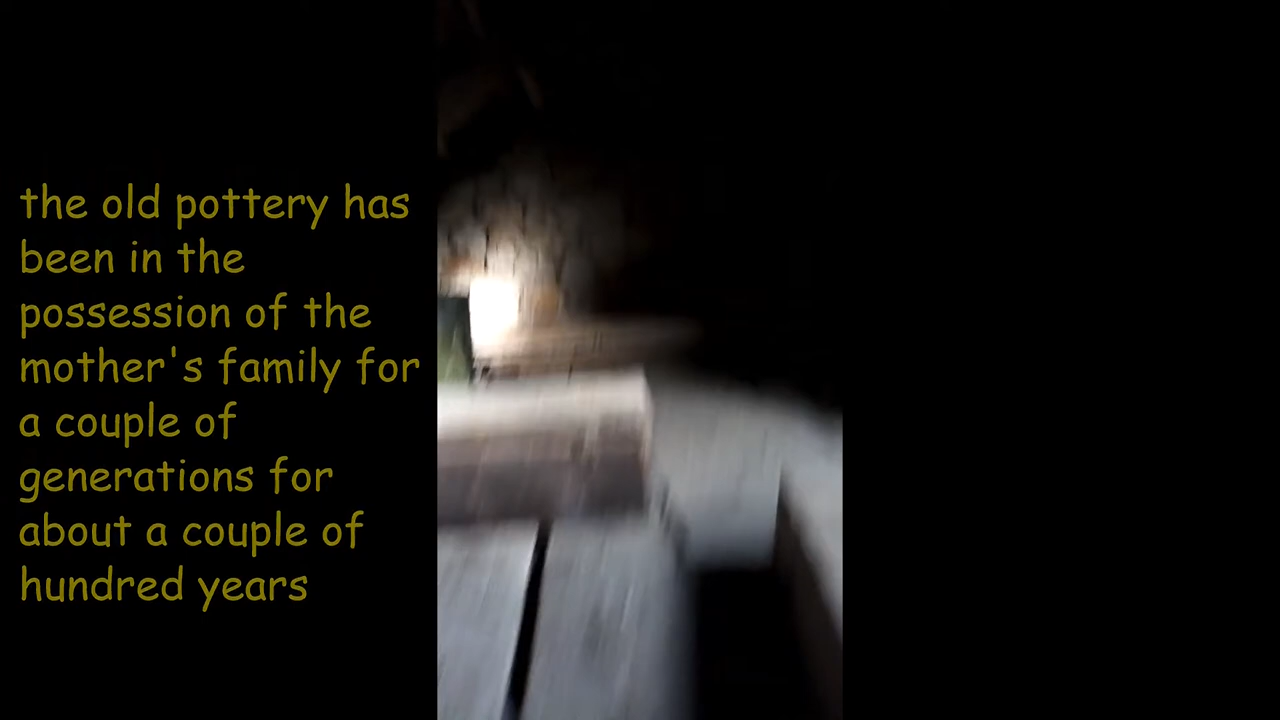 the old pottery has
been in the
possession of the
mother's family for
a couple of
generations for
about a couple of
hundred years